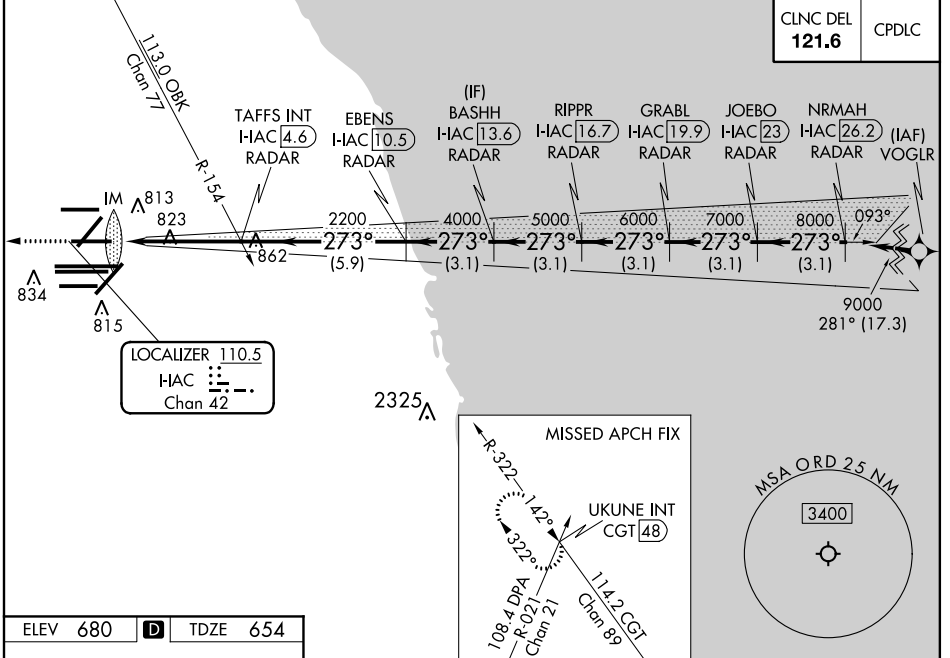 CLNC DEL
121.6
CPDLC
113.0 OBK
Chan 77
R-154
TAFFS INT
I-IAC 4.6
RADAR
EBENS
I-IAC 10.5
RADAR
(IF)
BASHH
I-IAC 13.6
RADAR
RIPPR
I-IAC 16.7
RADAR
GRABL
I-IAC 19.9
RADAR
JOEBO
I-IAC 23
RADAR
NRMAH
I-IAC 26.2
RADAR
(IAF)
VOGLR
IM
813
823
862
834
815
2200
273°
(5.9)
4000
273°
(3.1)
5000
273°
(3.1)
6000
273°
(3.1)
7000
273°
(3.1)
8000
273°
(3.1)
093°
9000
281° (17.3)
LOCALIZER 110.5
I-IAC
Chan 42
2325
MISSED APCH FIX
R-322
142°
322°
UKUNE INT
CGT 48
108.4 DPA
R-021
Chan 21
114.2 CGT
Chan 89
MSA ORD 25 NM
3400
ELEV 680 D TDZE 654